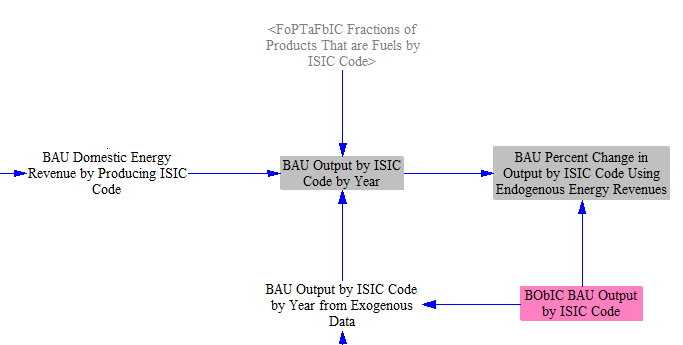 <FoPTaFbIC Fractions of
Products That are Fuels by
ISIC Code>
BAU Domestic Energy
Revenue by Producing ISIC
Code
BAU Output by ISIC
Code by Year
BAU Percent Change in
Output by ISIC Code Using
Endogenous Energy Revenues
BAU Output by ISIC Code
by Year from Exogenous
Data
BObIC BAU Output
by ISIC Code